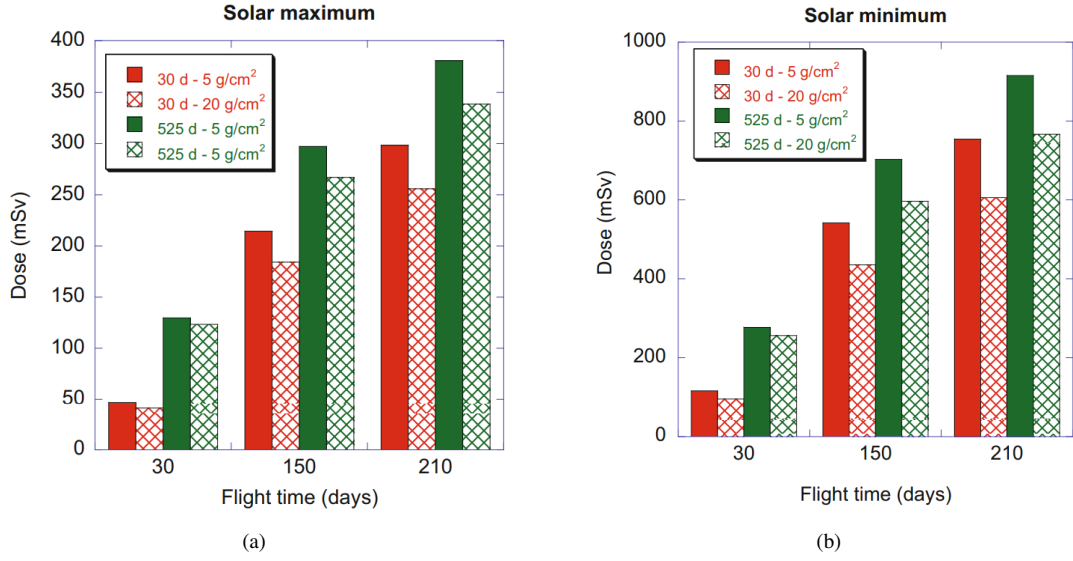 Solar maximum
400
350
300
250
200
150
100
50
0
Dose (mSv)
30 d - 5 g/cm²
30 d - 20 g/cm²
525 d - 5 g/cm²
525 d - 5 g/cm²
30 150 210
Flight time (days)
(a)
Solar minimum
1000
800
600
400
200
0
Dose (mSv)
30 d - 5 g/cm²
30 d - 20 g/cm²
525 d - 5 g/cm²
525 d - 20 g/cm²
30 150 210
Flight time (days)
(b)